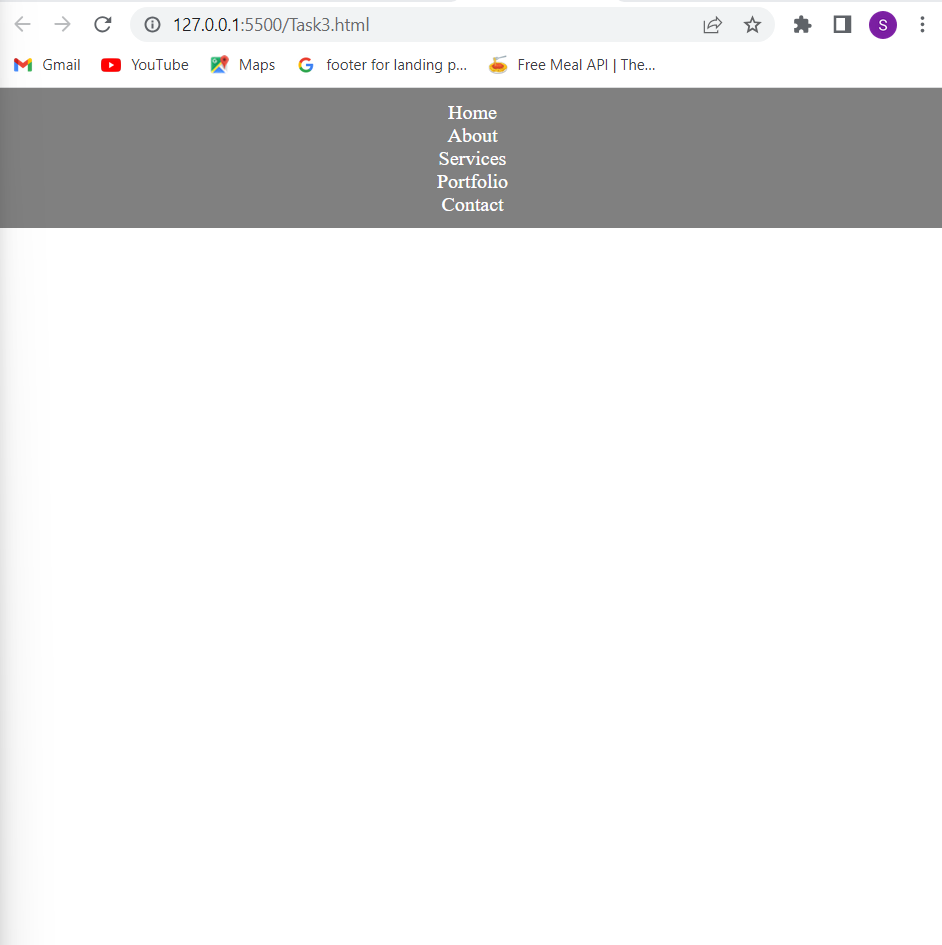 127.0.0.1:5500/Task3.html
S
Gmail YouTube Maps footer for landing p... Free Meal API | The...
Home
About
Services
Portfolio
Contact